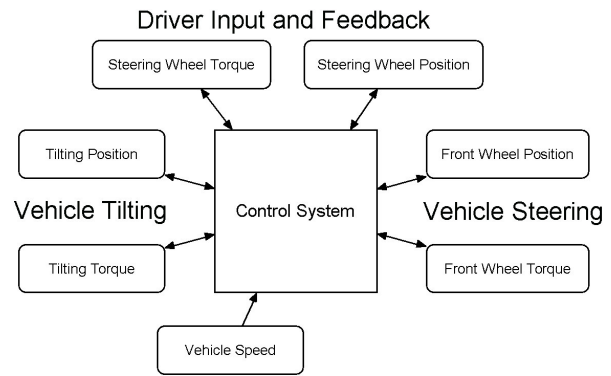 Driver Input and Feedback
Steering Wheel Torque
Steering Wheel Position
Tilting Position
Front Wheel Position
Vehicle Tilting
Control System
Vehicle Steering
Tilting Torque
Front Wheel Torque
Vehicle Speed